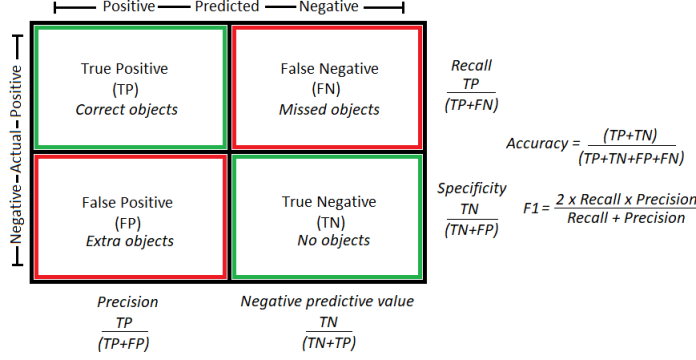 Positive Predicted Negative
Negative Actual Positive
True Positive
(TP)
Correct objects
False Negative
(FN)
Missed objects
Recall
TP
(TP+FN)
Accuracy = (TP+TN)
(TP+TN+FP+FN)
False Positive
(FP)
Extra objects
True Negative
(TN)
No objects
Specificity
TN
(TN+FP)
F1 = 2 x Recall x Precision
Recall + Precision
Precision
TP
(TP+FP)
Negative predictive value
TN
(TN+TP)